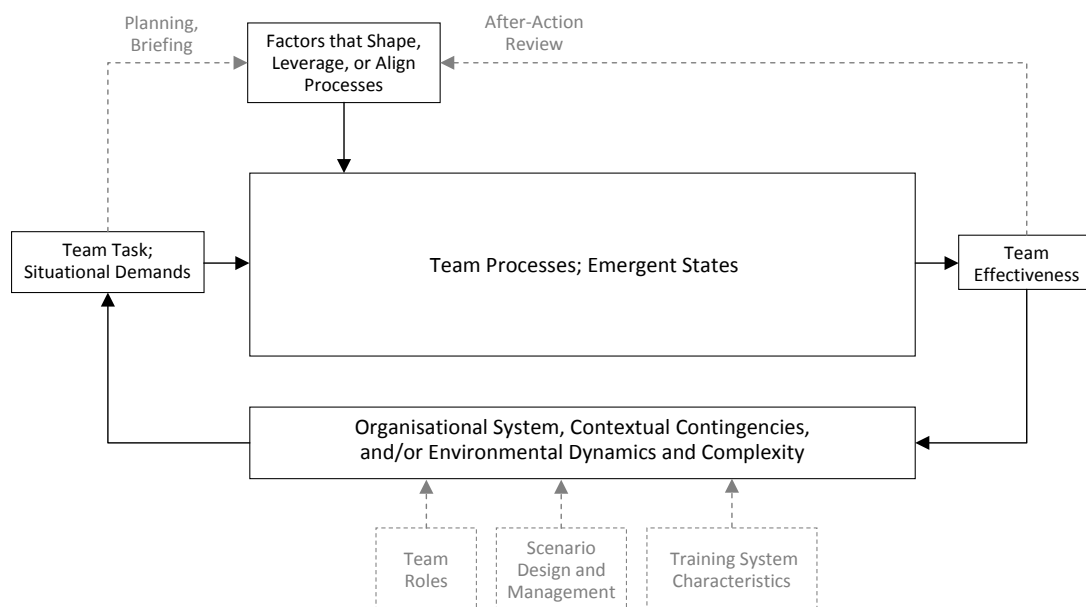 Planning,
Briefing
Factors that Shape,
Leverage, or Align
Processes
After-Action
Review
Team Task;
Situational Demands
Team Processes; Emergent States
Team
Effectiveness
Organisational System, Contextual Contingencies,
and/or Environmental Dynamics and Complexity
Team
Roles
Scenario
Design and
Management
Training System
Characteristics